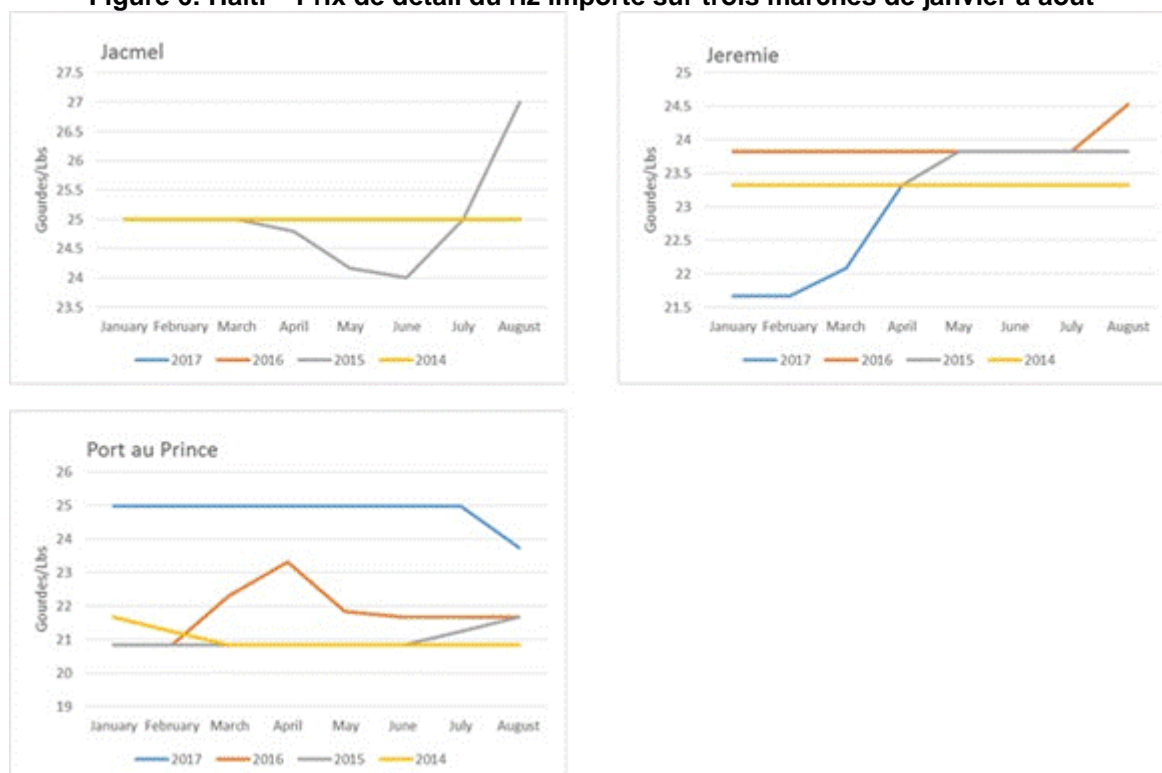 Figure 6. Haïti – Prix de détail du riz importé sur trois marchés de janvier à août
Jacmel
27.5
27
26.5
26
25.5
25
24.5
24
23.5
Gourdes/Lbs
January February March April May June July August
2017 2016 2015 2014
Jeremie
25
24.5
24
23.5
23
22.5
22
21.5
Gourdes/Lbs
January February March April May June July August
2017 2016 2015 2014
Port au Prince
26
25
24
23
22
21
20
19
Gourdes/Lbs
January February March April May June July August
2017 2016 2015 2014